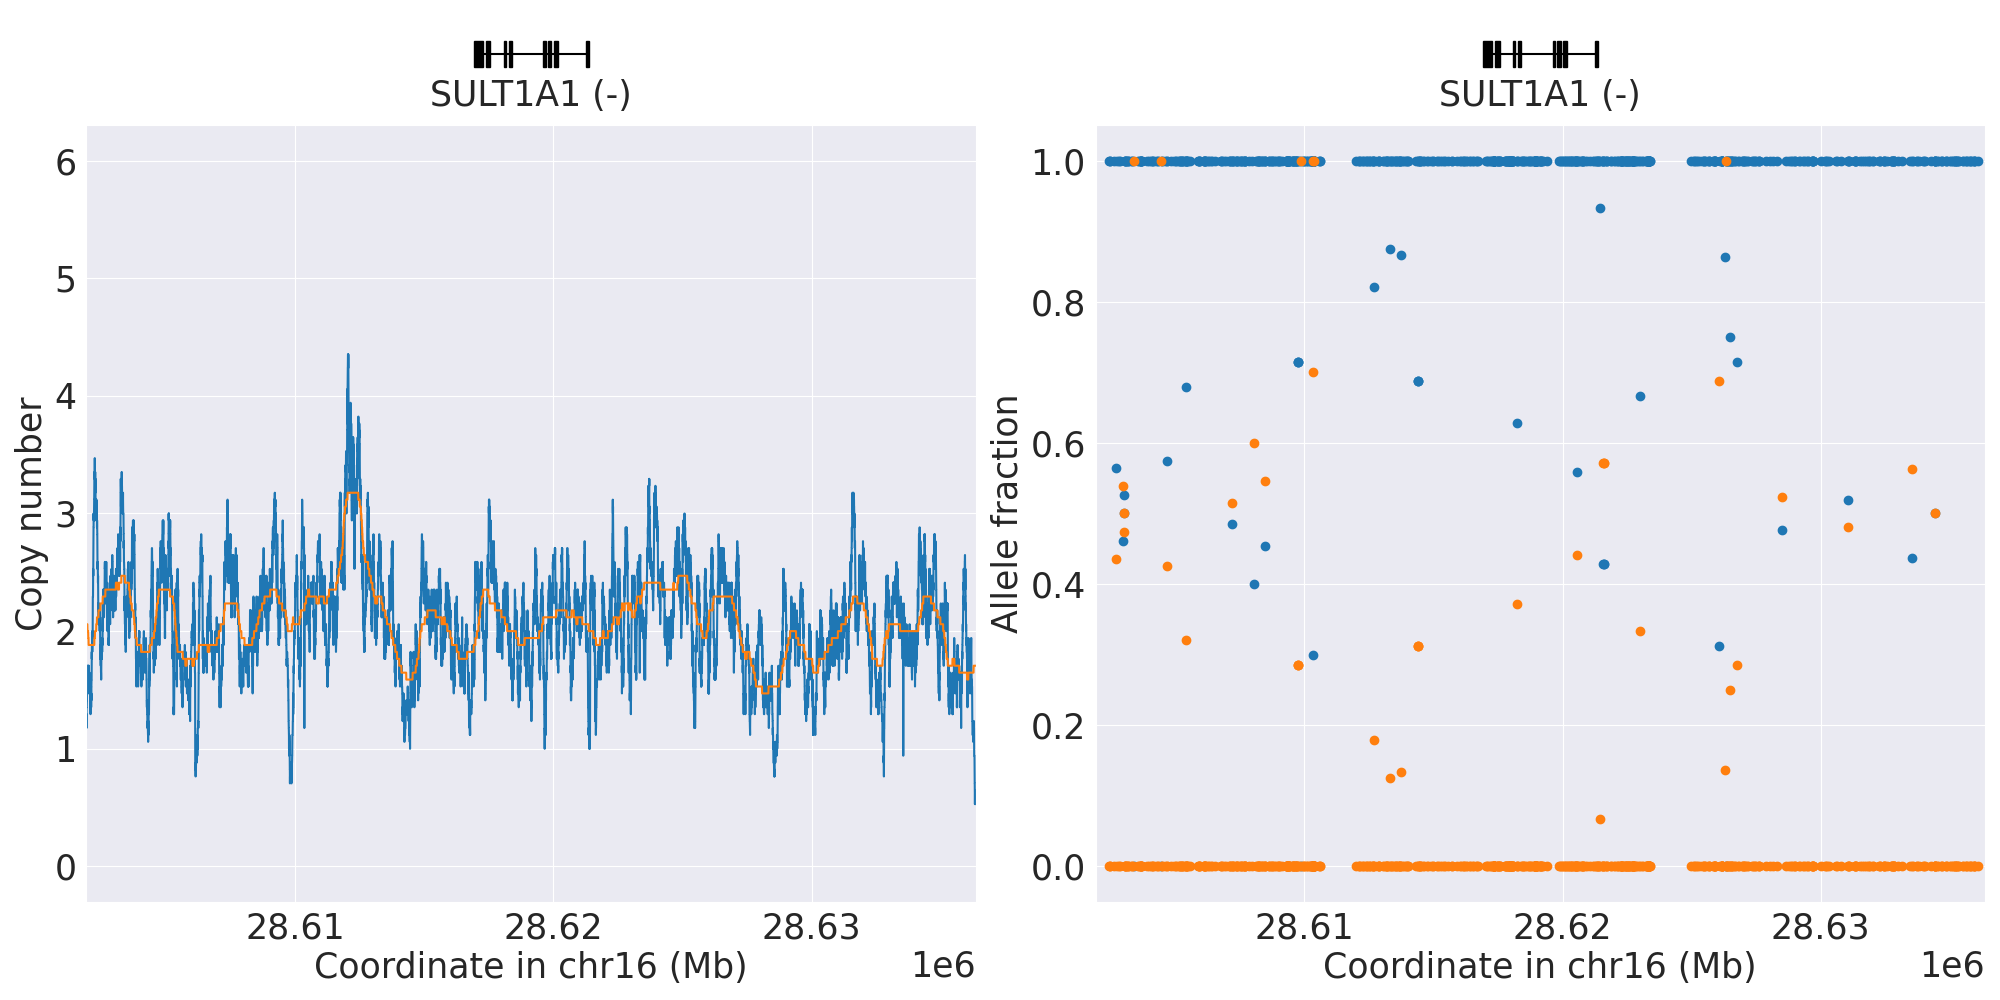 SULT1A1 (-)
6
5
4
3
2
1
0
Copy number
28.61
28.62
28.63
Coordinate in chr16 (Mb)
1e6
SULT1A1 (-)
1.0
0.8
0.6
0.4
0.2
0.0
Allele fraction
28.61
28.62
28.63
Coordinate in chr16 (Mb)
1e6